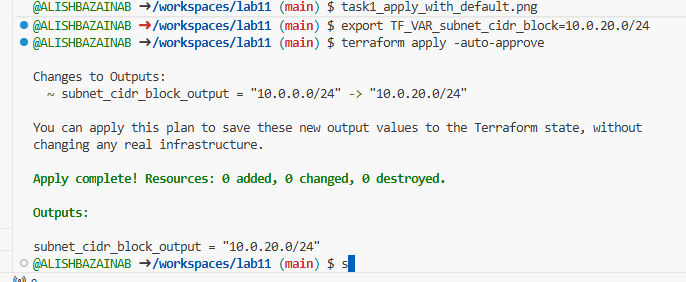 @ALISHBAZAINAB ➜/workspaces/lab11 (main) $ task1_apply_with_default.png
@ALISHBAZAINAB ➜/workspaces/lab11 (main) $ export TF_VAR_subnet_cidr_block=10.0.20.0/24
@ALISHBAZAINAB ➜/workspaces/lab11 (main) $ terraform apply -auto-approve
Changes to Outputs:
~ subnet_cidr_block_output = "10.0.0.0/24" -> "10.0.20.0/24"
You can apply this plan to save these new output values to the Terraform state, without
changing any real infrastructure.
Apply complete! Resources: 0 added, 0 changed, 0 destroyed.
Outputs:
subnet_cidr_block_output = "10.0.20.0/24"
@ALISHBAZAINAB ➜/workspaces/lab11 (main) $ s